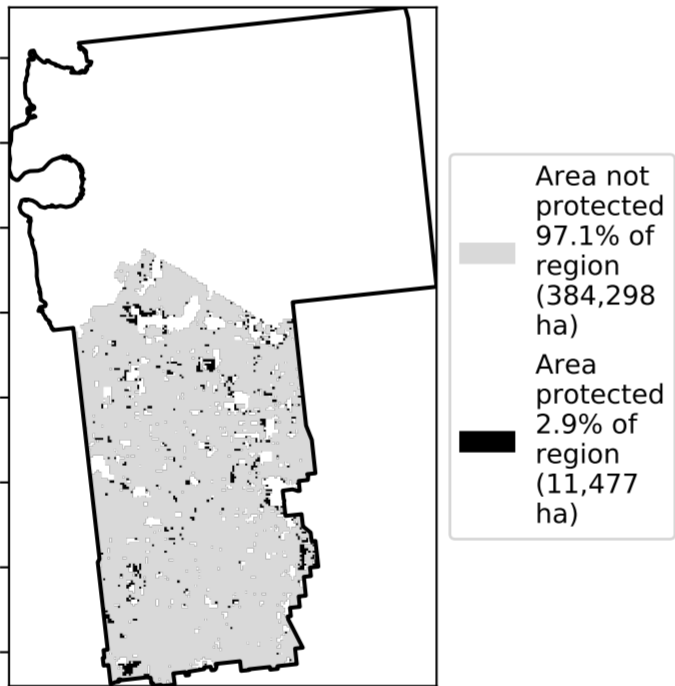 Area not
protected
97.1% of
region
(384,298
ha)
Area
protected
2.9% of
region
(11,477
ha)